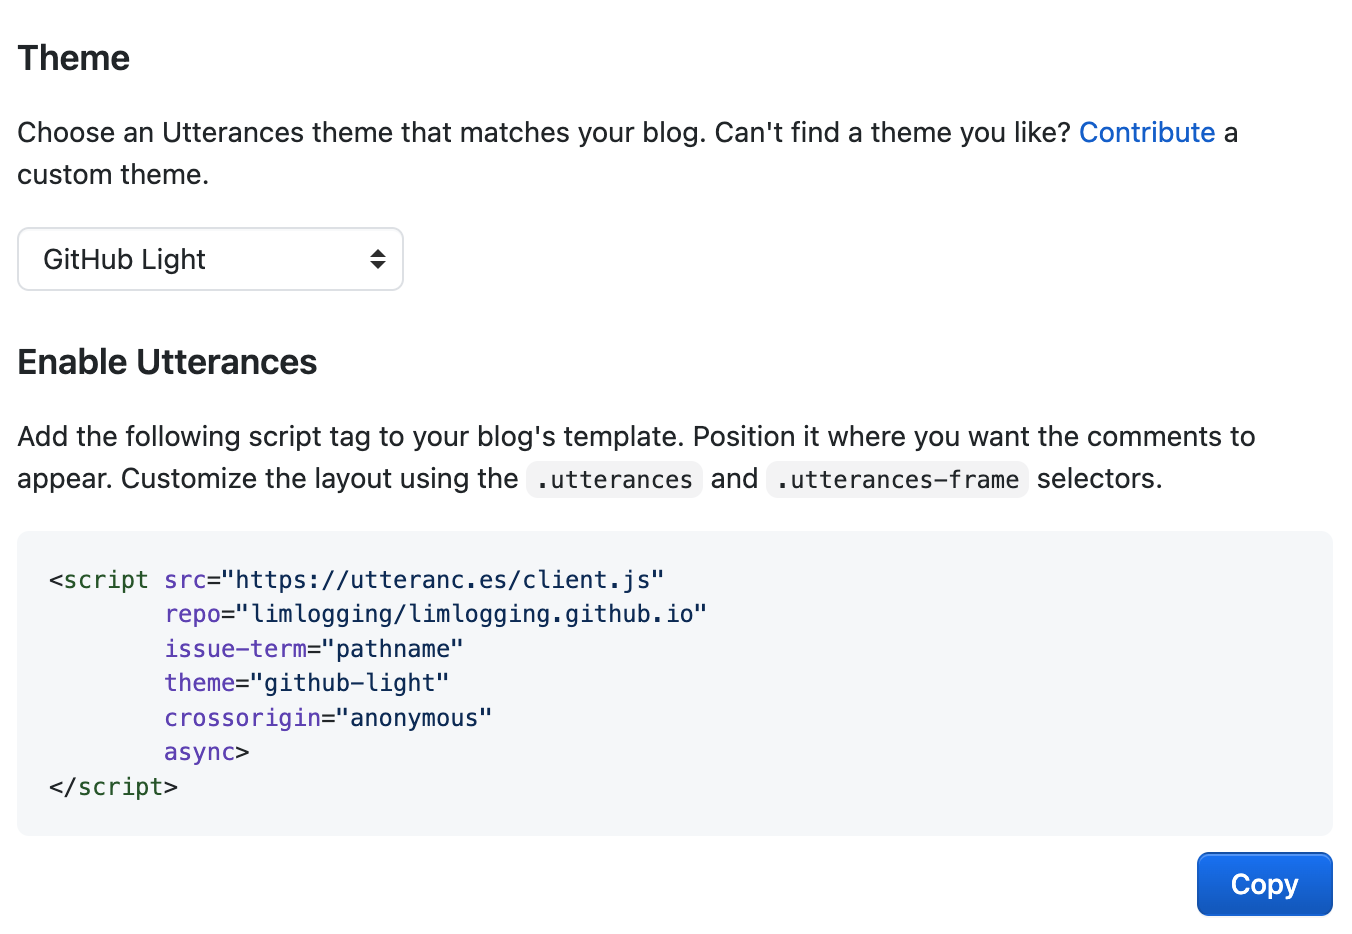 Theme
Choose an Utterances theme that matches your blog. Can't find a theme you like? Contribute a
custom theme.
GitHub Light
Enable Utterances
Add the following script tag to your blog's template. Position it where you want the comments to
appear. Customize the layout using the .utterances and .utterances-frame selectors.
<script src="https://utteranc.es/client.js"
        repo="limlogging/limlogging.github.io"
        issue-term="pathname"
        theme="github-light"
        crossorigin="anonymous"
        async>
</script>
Copy